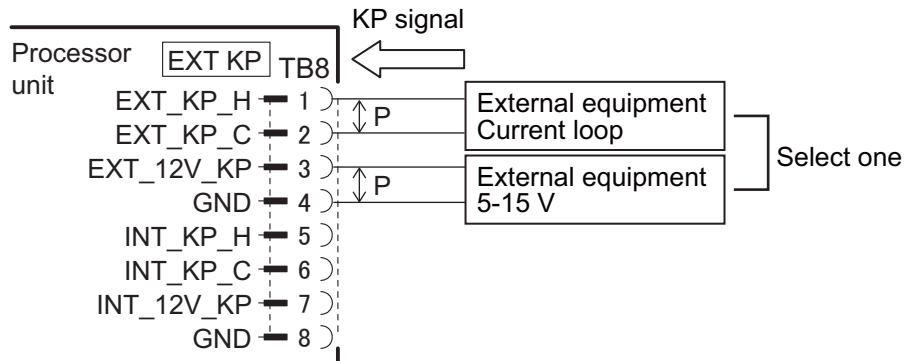 KP signal
Processor
unit
EXT KP
TB8
EXT_KP_H 1
P
External equipment
Current loop
EXT_KP_C 2
Select one
EXT_12V_KP 3
P
External equipment
5-15 V
GND 4
INT_KP_H 5
INT_KP_C 6
INT_12V_KP 7
GND 8